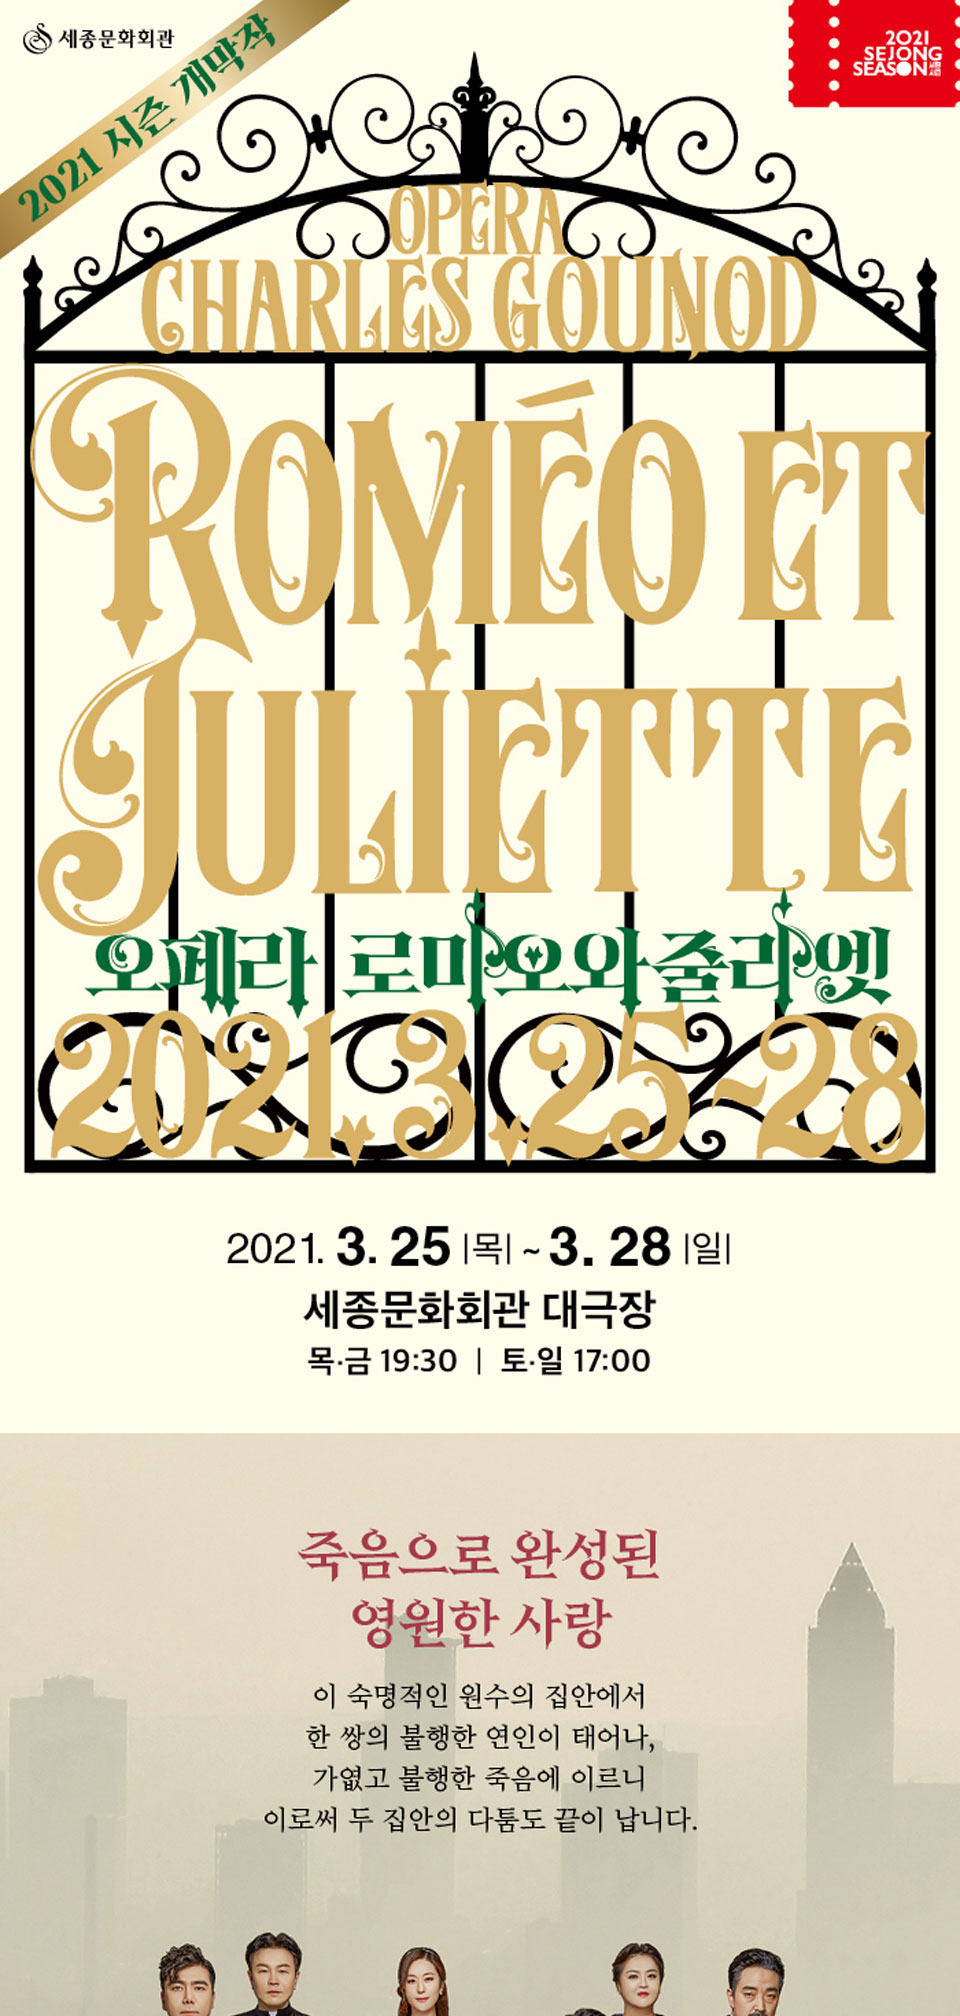 세종문화회관
2021 시즌 개막작
2021
SEJONG
SEASON
OPERA
CHARLES GOUNOD
ROMÉO ET
JULIETTE
오페라 로미오와 줄리엣
2021.3.25~28
2021. 3. 25 |목| ~ 3. 28 |일|
세종문화회관 대극장
목·금 19:30 | 토·일 17:00
죽음으로 완성된
영원한 사랑
이 숙명적인 원수의 집안에서
한 쌍의 불행한 연인이 태어나,
가엾고 불행한 죽음에 이르니
이로써 두 집안의 다툼도 끝이 납니다.